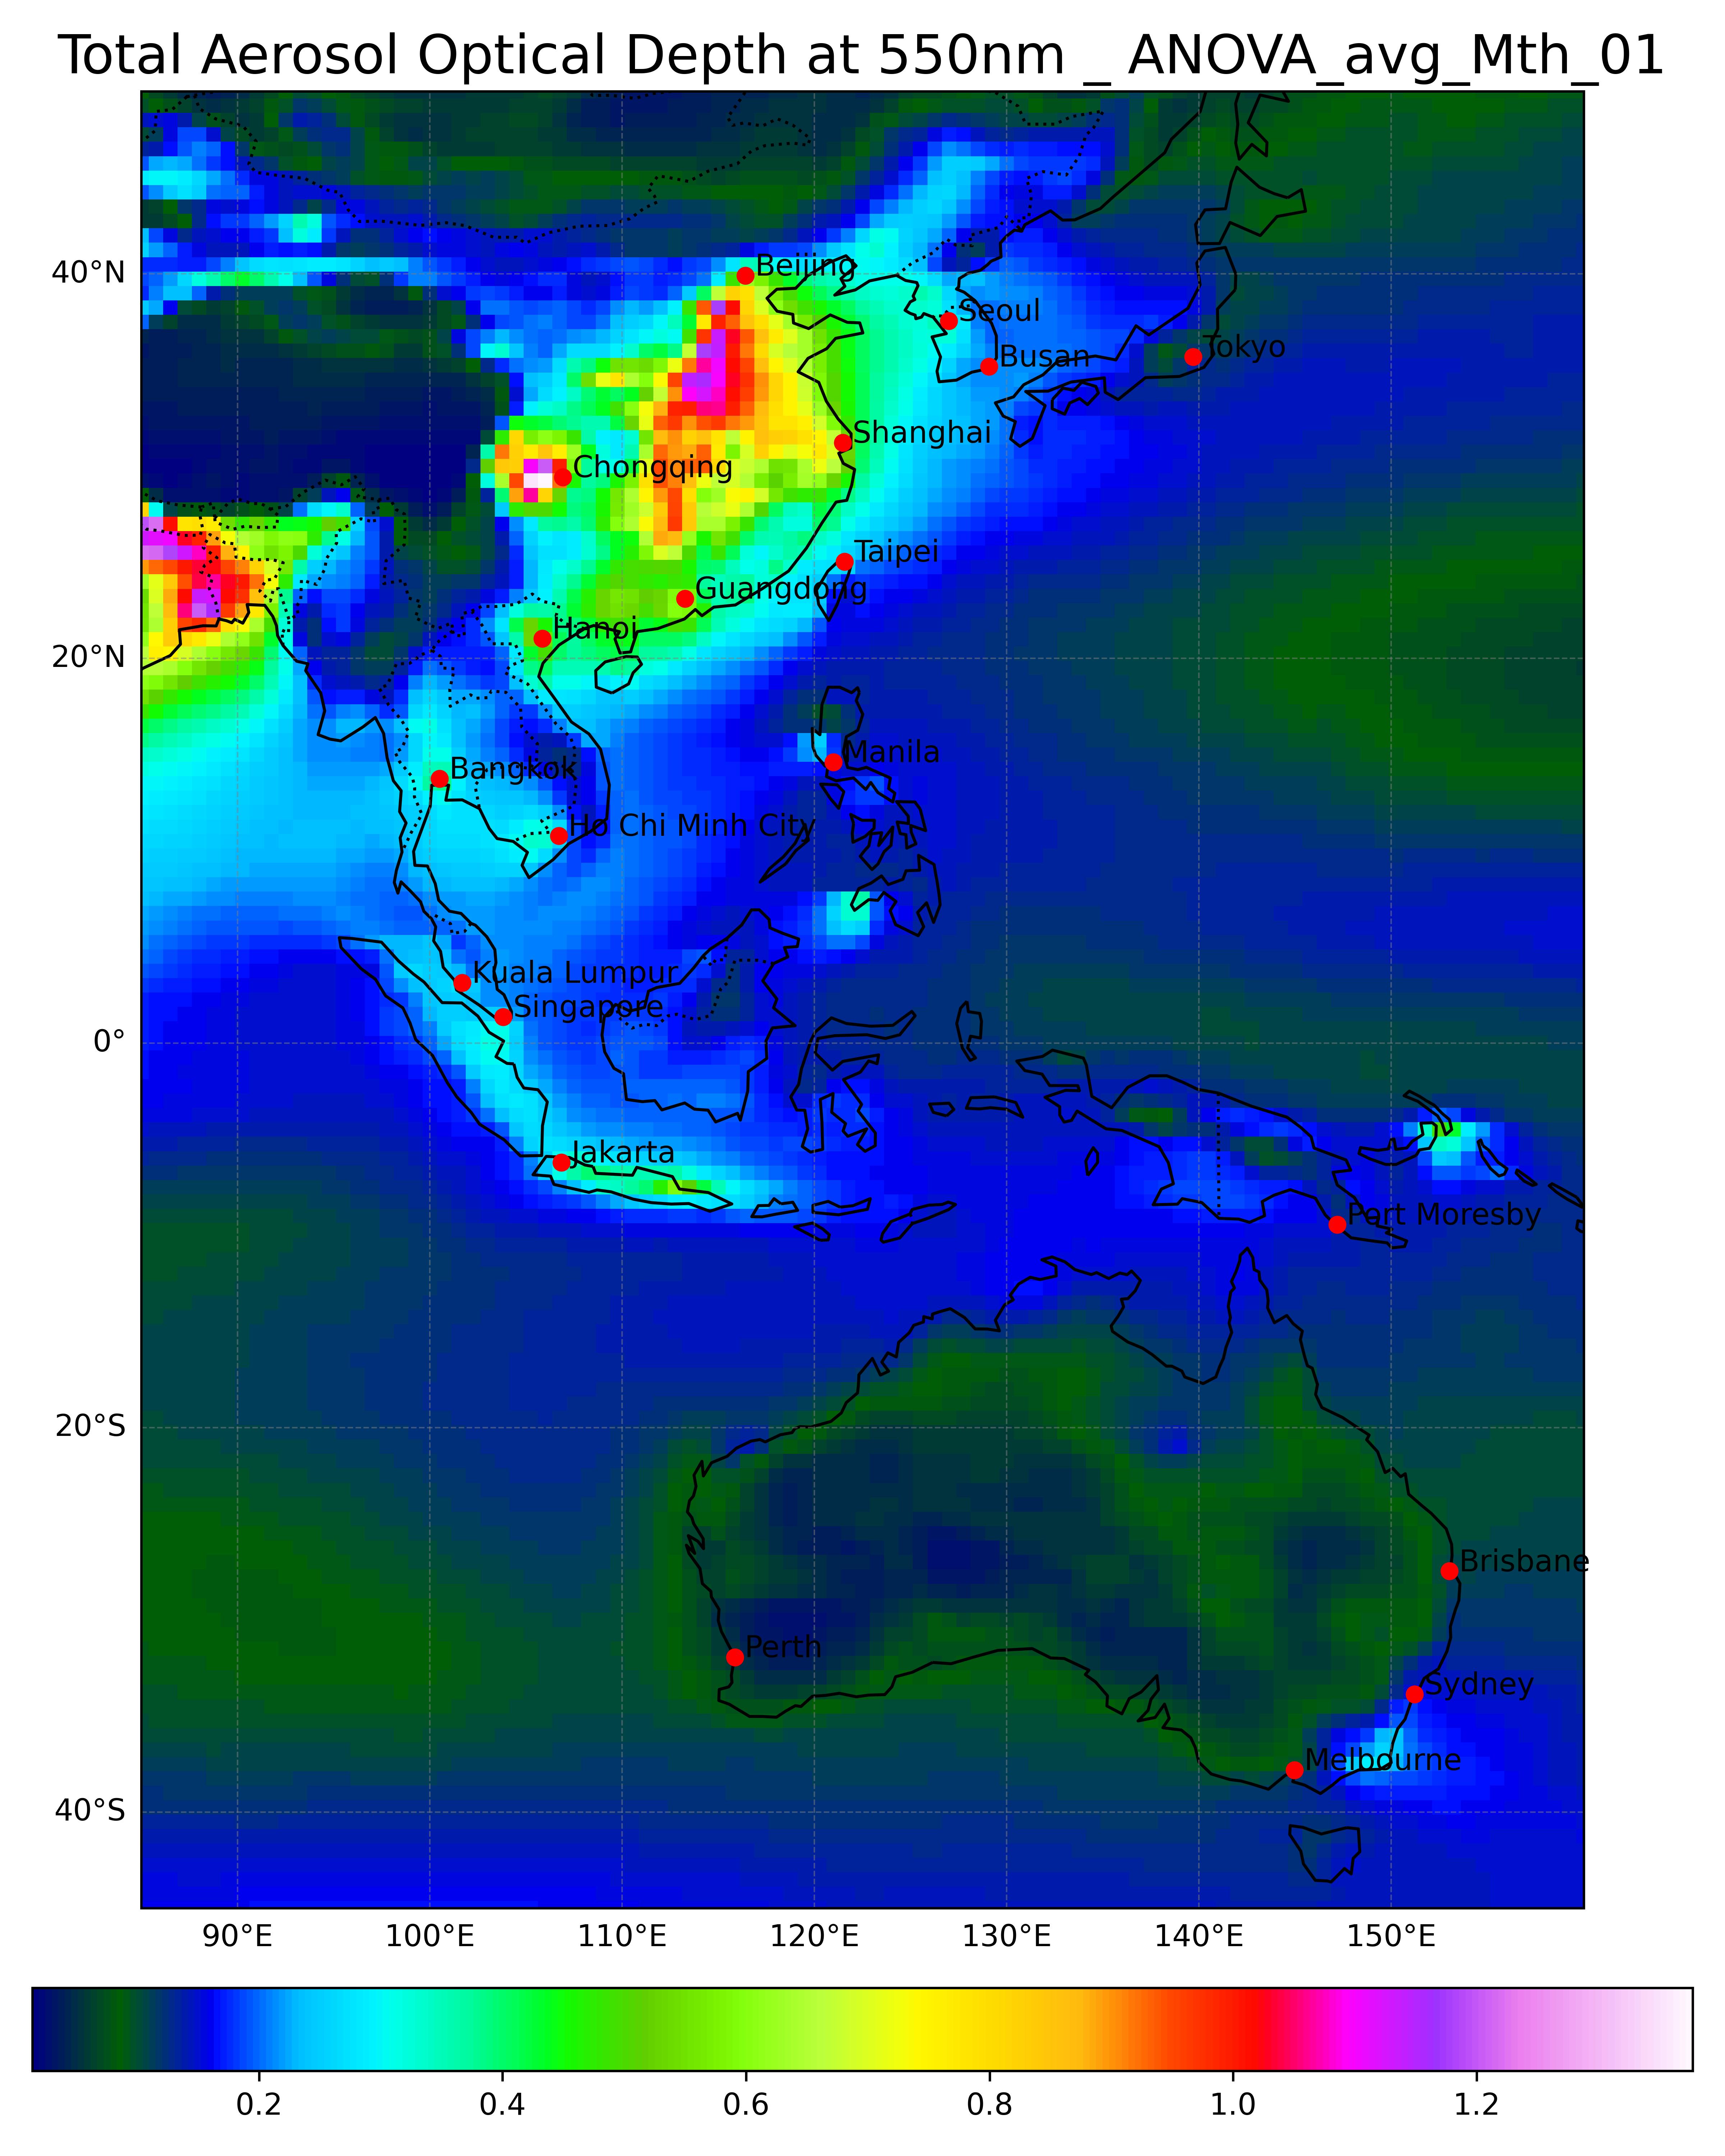 Total Aerosol Optical Depth at 550nm _ ANOVA_avg_Mth_01
40°N
Beijing
Seoul
Tokyo
Busan
Shanghai
Chongqing
Taipei
Guangdong
Hanoi
20°N
Manila
Bangkok
Ho Chi Minh City
Kuala Lumpur
Singapore
0°
Jakarta
Port Moresby
20°S
Brisbane
Perth
Sydney
Melbourne
40°S
90°E 100°E 110°E 120°E 130°E 140°E 150°E
0.2 0.4 0.6 0.8 1.0 1.2